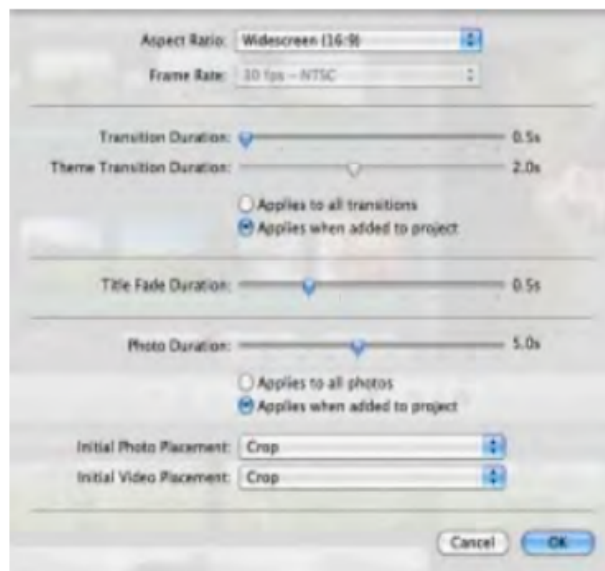 Aspect Ratio: Widescreen (16:9)
Frame Rate: 30 fps – NTSC
Transition Duration: 0.5s
Theme Transition Duration: 2.0s
Applies to all transitions
Applies when added to project
Title Fade Duration: 0.5s
Photo Duration: 5.0s
Applies to all photos
Applies when added to project
Initial Photo Placement: Crop
Initial Video Placement: Crop
Cancel OK